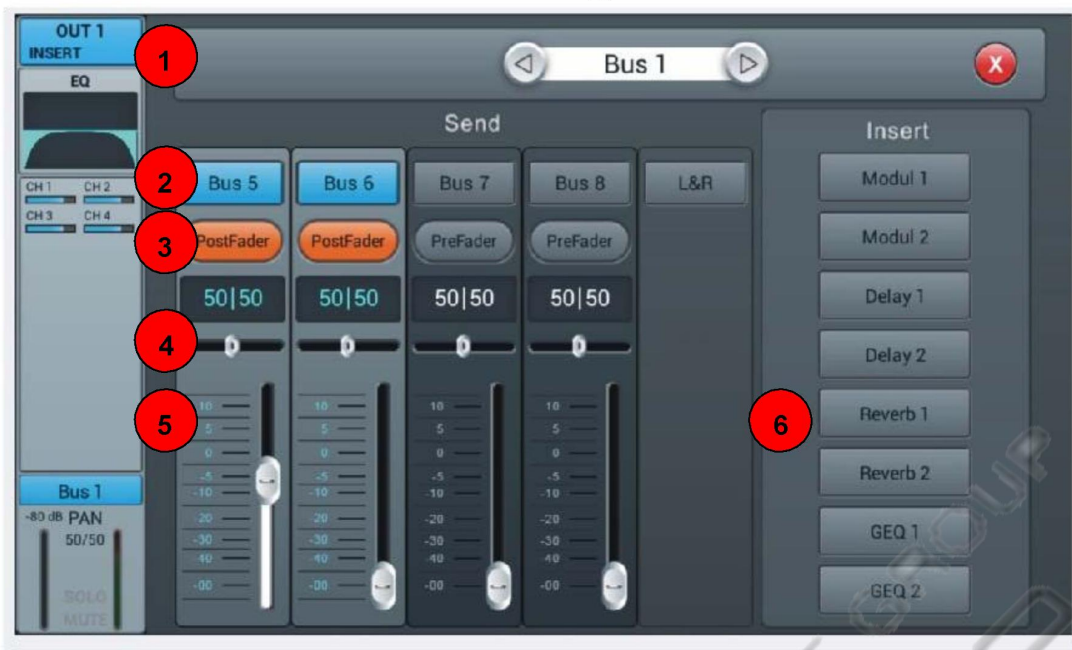 OUT 1
INSERT
EQ
CH 1 CH 2
CH 3 CH 4
Bus 1
-80 dB PAN
50/50
SOLO
MUTE
1
Bus 1
X
Send
2
Bus 5 Bus 6 Bus 7 Bus 8 L&R
3
PostFader PostFader PreFader PreFader
50|50 50|50 50|50 50|50
4
5
10 10 10 10
5 5 5 5
0 0 0 0
-5 -5 -5 -5
-10 -10 -10 -10
-20 -20 -20 -20
-30 -30 -30 -30
-40 -40 -40 -40
-00 -00 -00 -00
Insert
Modul 1
Modul 2
Delay 1
Delay 2
6
Reverb 1
Reverb 2
GEQ 1
GEQ 2
GROUP